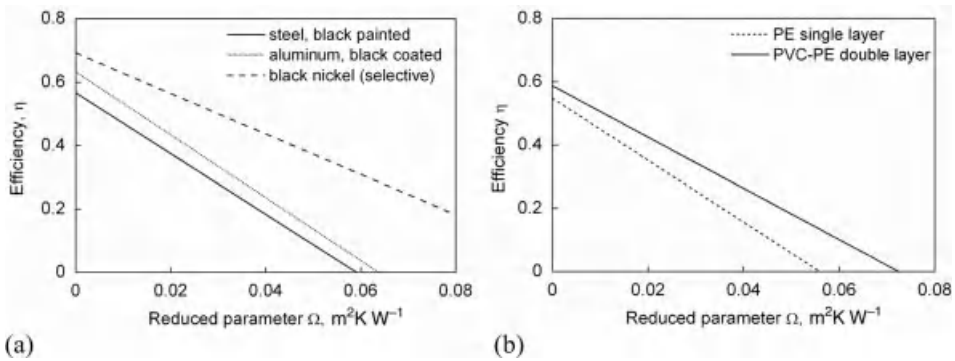 0.8
0.6
0.4
0.2
0
Efficiency, η
steel, black painted
aluminum, black coated
black nickel (selective)
0 0.02 0.04 0.06 0.08
Reduced parameter Ω, m²K W⁻¹
(a)
0.8
0.6
0.4
0.2
0
Efficiency η
PE single layer
PVC-PE double layer
0 0.02 0.04 0.06 0.08
Reduced parameter Ω, m²K W⁻¹
(b)